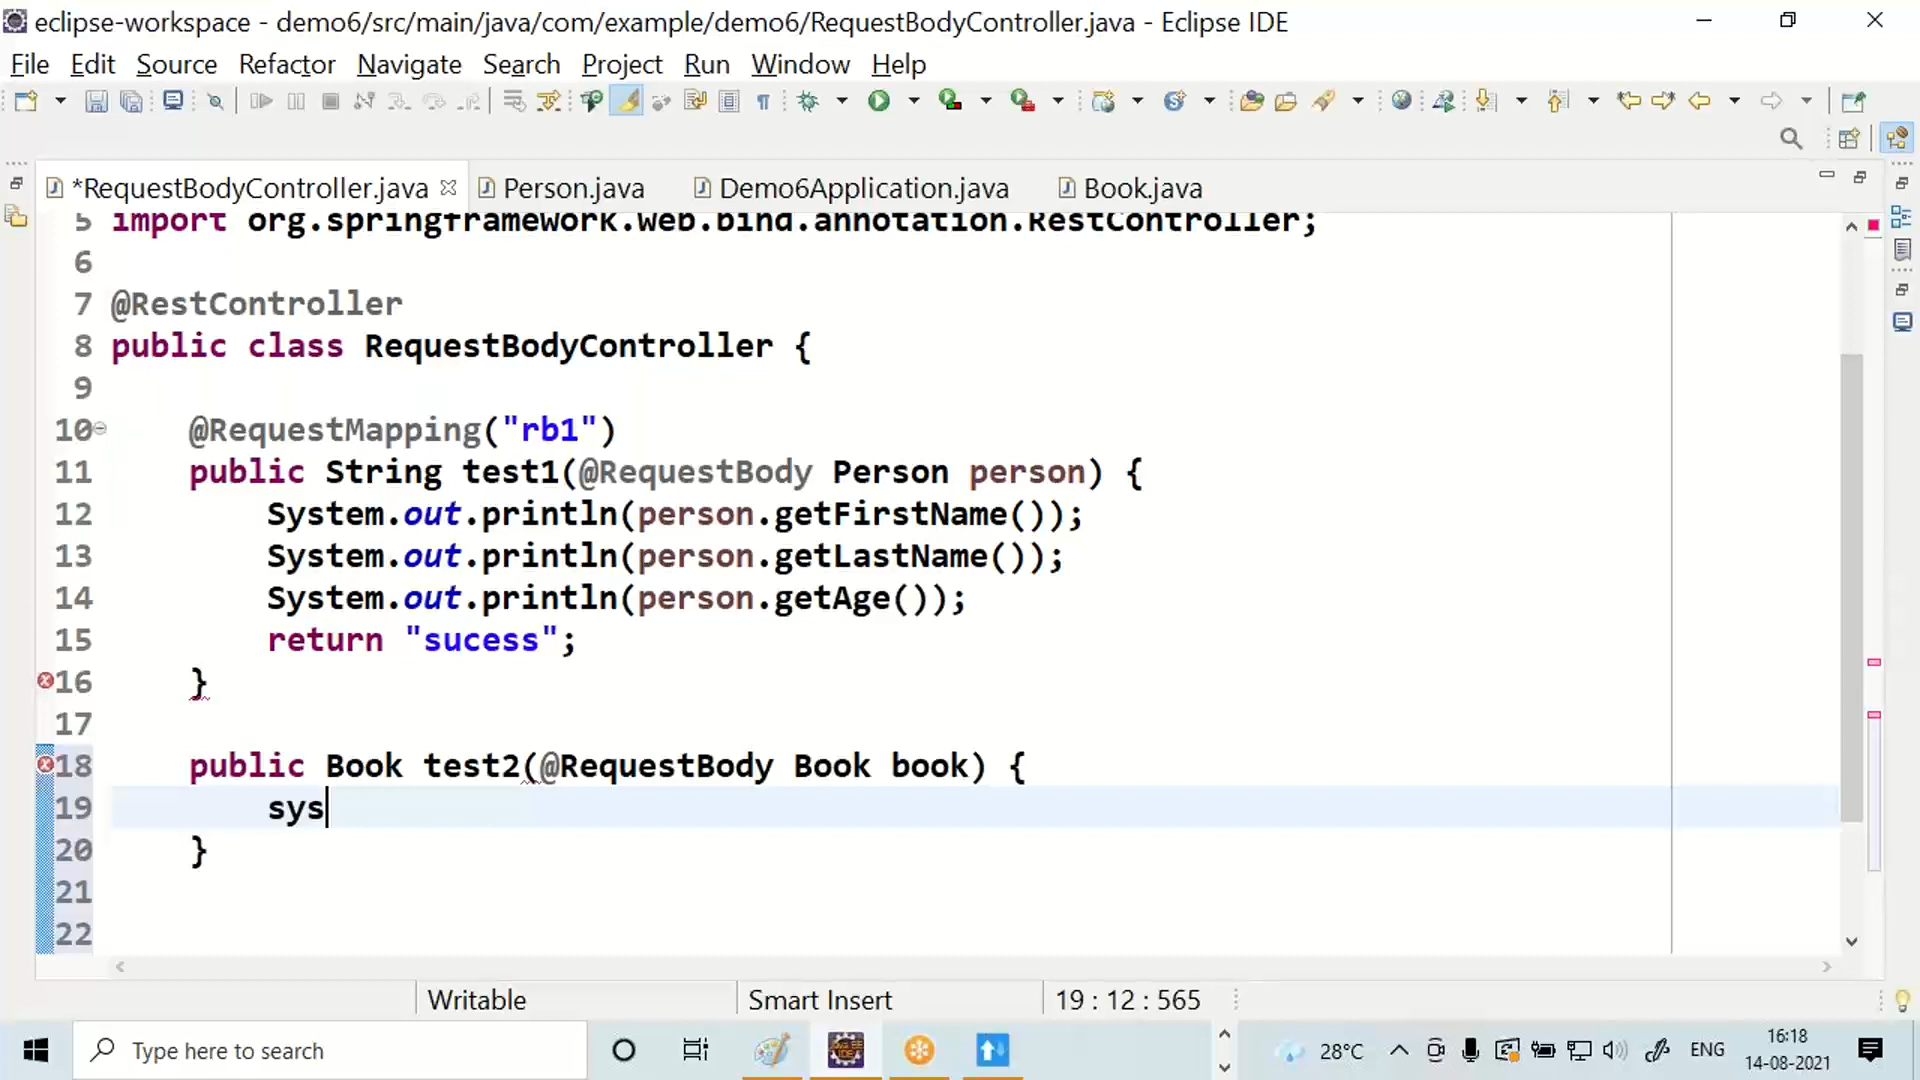 eclipse-workspace - demo6/src/main/java/com/example/demo6/RequestBodyController.java - Eclipse IDE
File Edit Source Refactor Navigate Search Project Run Window Help
*RequestBodyController.java Person.java Demo6Application.java Book.java
5 import org.springframework.web.bind.annotation.RestController;
6
7 @RestController
8 public class RequestBodyController {
9
10 @RequestMapping("rb1")
11 public String test1(@RequestBody Person person) {
12 System.out.println(person.getFirstName());
13 System.out.println(person.getLastName());
14 System.out.println(person.getAge());
15 return "sucess";
16 }
17
18 public Book test2(@RequestBody Book book) {
19 sys
20 }
21
22
Writable Smart Insert 19 : 12 : 565
Type here to search 28°C ENG 16:18
14-08-2021